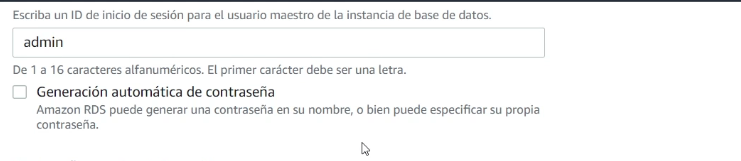 Escriba un ID de inicio de sesión para el usuario maestro de la instancia de base de datos.
admin
De 1 a 16 caracteres alfanuméricos. El primer carácter debe ser una letra.
Generación automática de contraseña
Amazon RDS puede generar una contraseña en su nombre, o bien puede especificar su propia
contraseña.